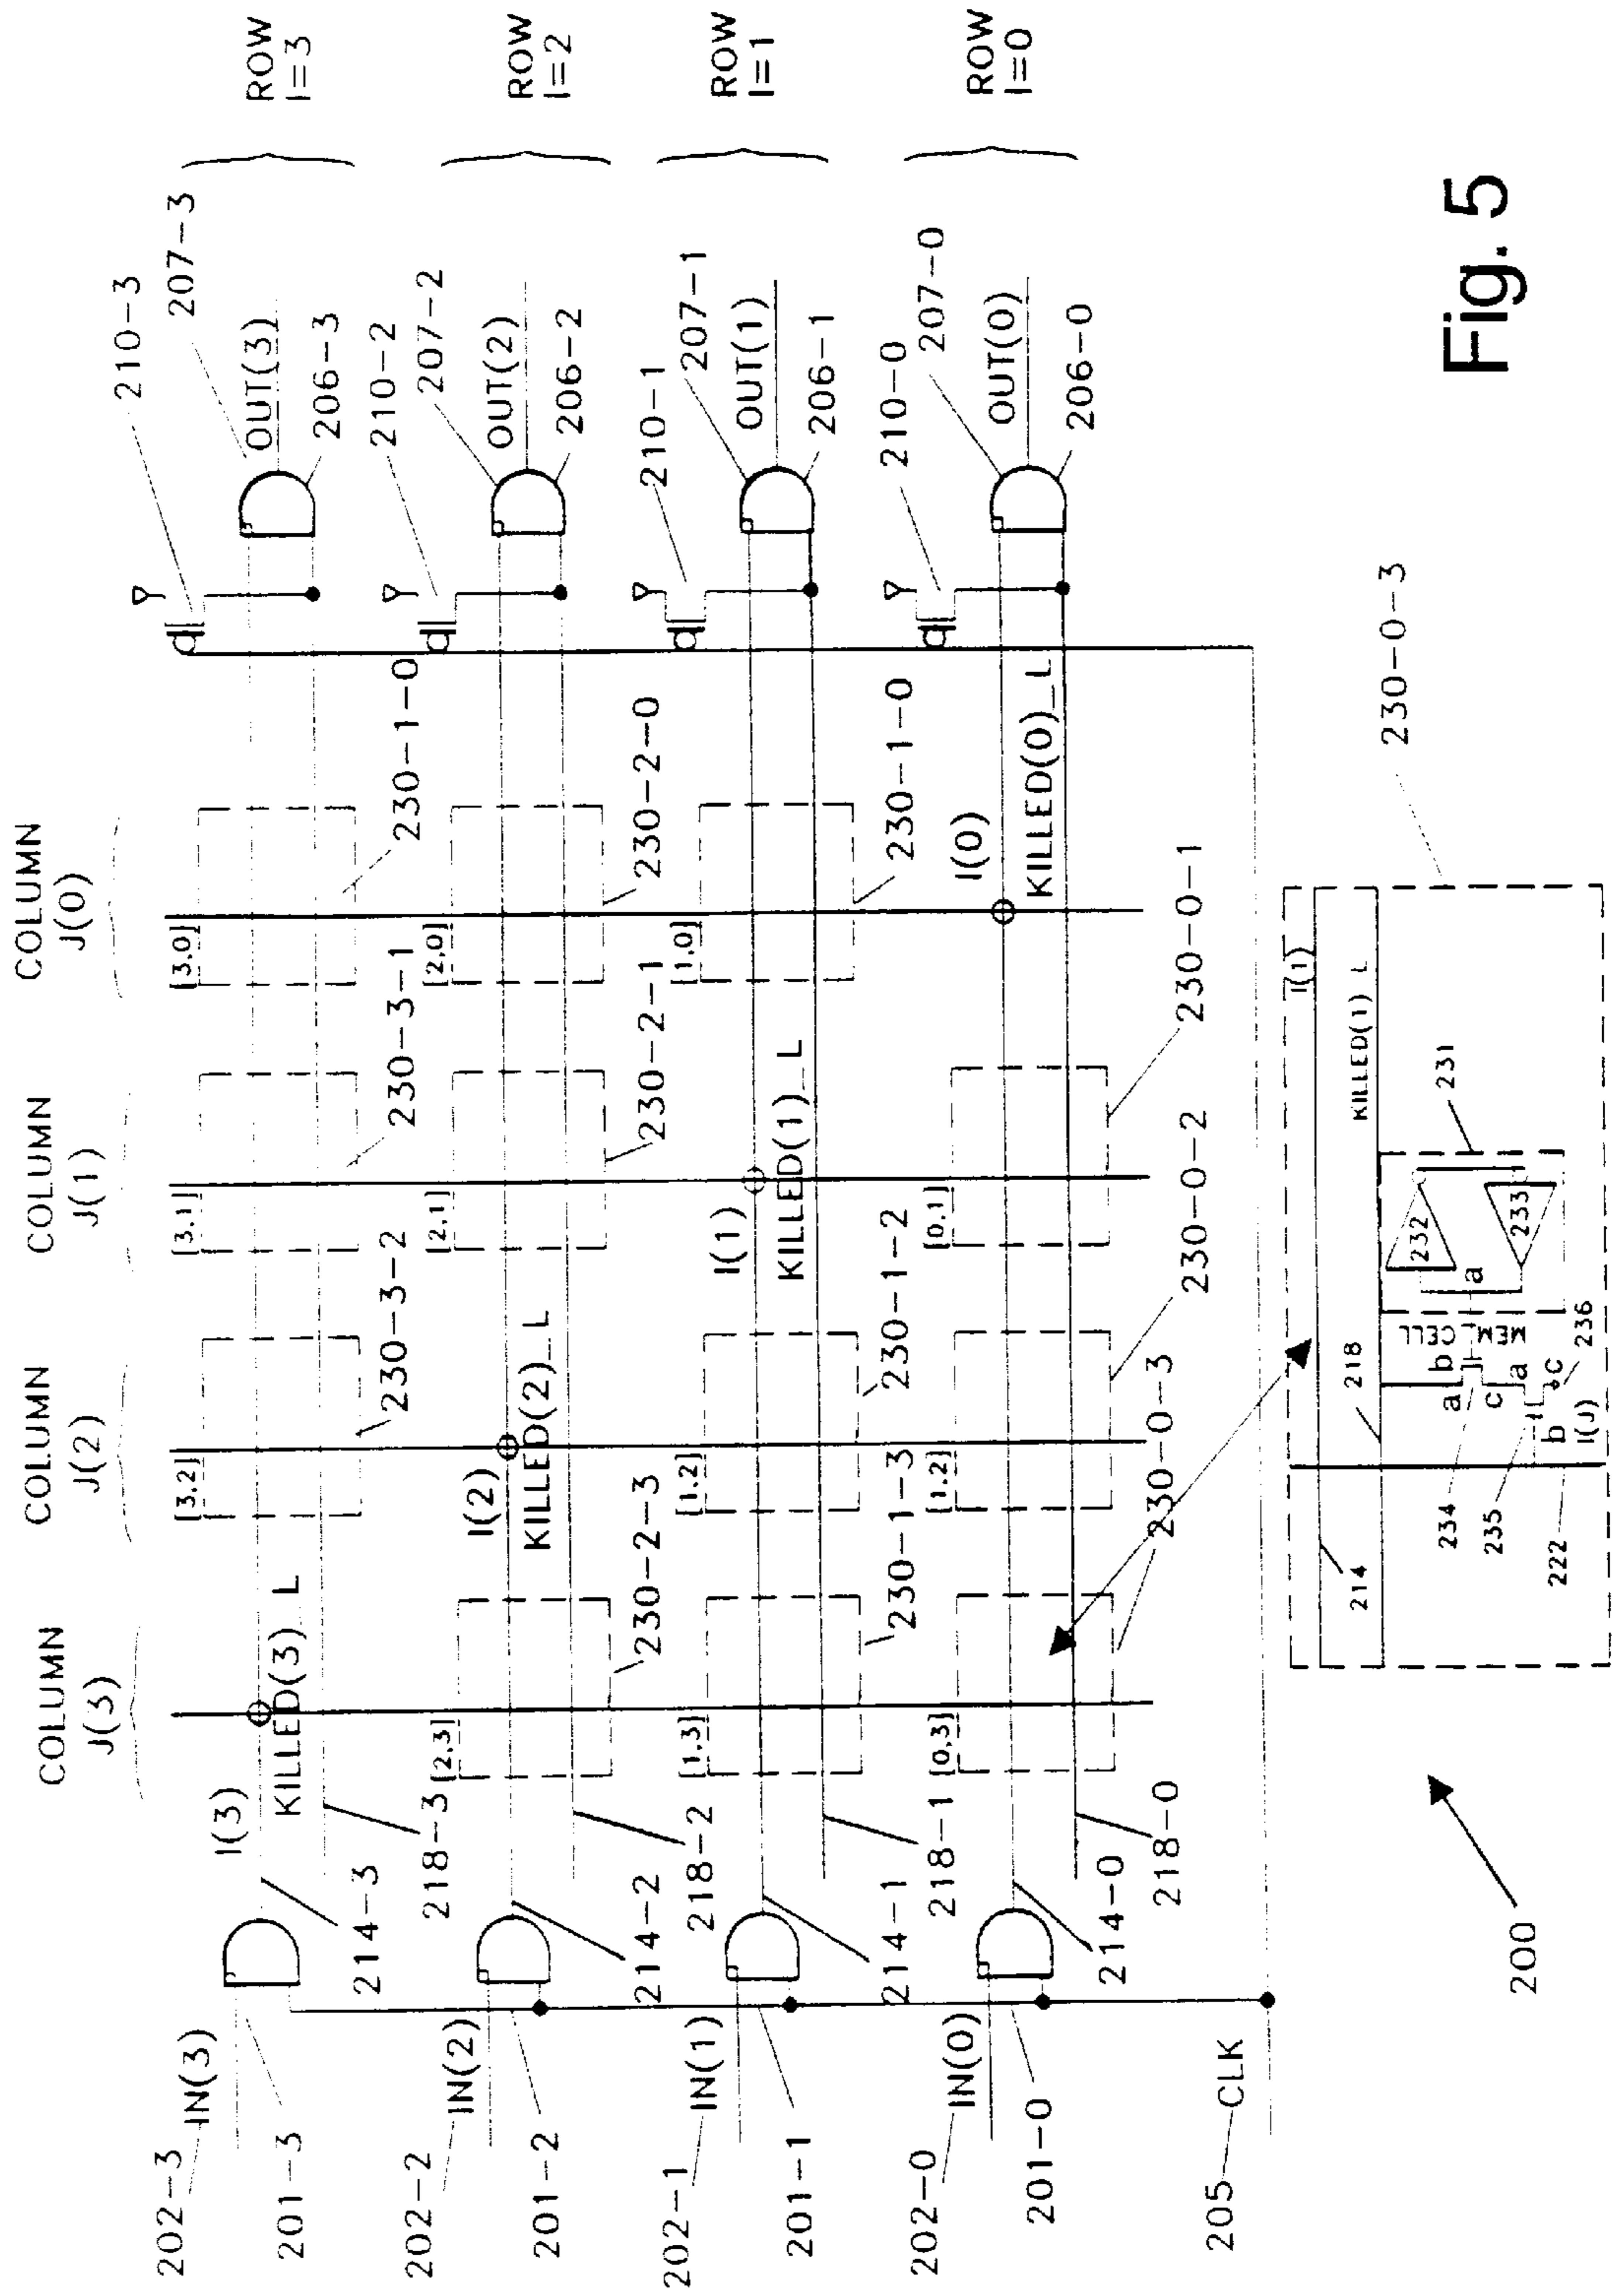 COLUMN J(3)
COLUMN J(2)
COLUMN J(1)
COLUMN J(0)
ROW I=3
ROW I=2
ROW I=1
ROW I=0
202-3
IN(3)
201-3
214-3
I(3)
KILLED(3)_L
218-3
[3,2]
230-3-2
[3,1]
230-3-1
[3,0]
230-1-0
210-3
207-3
OUT(3)
206-3
202-2
IN(2)
201-2
214-2
218-2
[2,3]
230-2-3
I(2)
KILLED(2)_L
[2,1]
230-2-1
[2,0]
230-2-0
210-2
207-2
OUT(2)
206-2
202-1
IN(1)
201-1
214-1
218-1
[1,3]
230-1-3
[1,2]
230-1-2
I(1)
KILLED(1)_L
[1,0]
230-1-0
210-1
207-1
OUT(1)
206-1
202-0
IN(0)
201-0
214-0
218-0
[0,3]
230-0-3
[1,2]
230-0-2
[0,1]
230-0-1
I(0)
KILLED(0)_L
210-0
207-0
OUT(0)
206-0
205
CLK
200
230-0-3
I(1)
KILLED(1)_L
214
218
222
234
235
236
I(J)
a
b
c
a
b
c
MEM CELL
a
231
232
233
Fig. 5